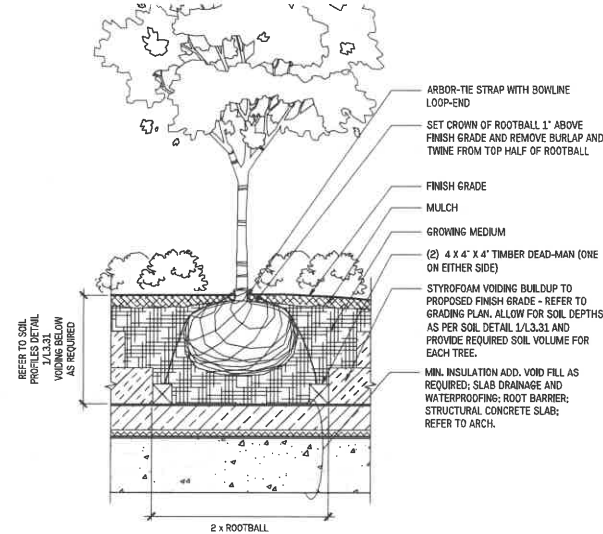 ARBOR-TIE STRAP WITH BOWLINE
LOOP-END
SET CROWN OF ROOTBALL 1" ABOVE
FINISH GRADE AND REMOVE BURLAP AND
TWINE FROM TOP HALF OF ROOTBALL
FINISH GRADE
MULCH
GROWING MEDIUM
(2) 4 X 4" X 4' TIMBER DEAD-MAN (ONE
ON EITHER SIDE)
STYROFOAM VOIDING BUILDUP TO
PROPOSED FINISH GRADE - REFER TO
GRADING PLAN. ALLOW FOR SOIL DEPTHS
AS PER SOIL DETAIL 1/L3.31 AND
PROVIDE REQUIRED SOIL VOLUME FOR
EACH TREE.
MIN. INSULATION ADD. VOID FILL AS
REQUIRED; SLAB DRAINAGE AND
WATERPROOFING; ROOT BARRIER;
STRUCTURAL CONCRETE SLAB;
REFER TO ARCH.
REFER TO SOIL
PROFILES DETAIL
1/L3.31
VOIDING BELOW
AS REQUIRED
2 x ROOTBALL